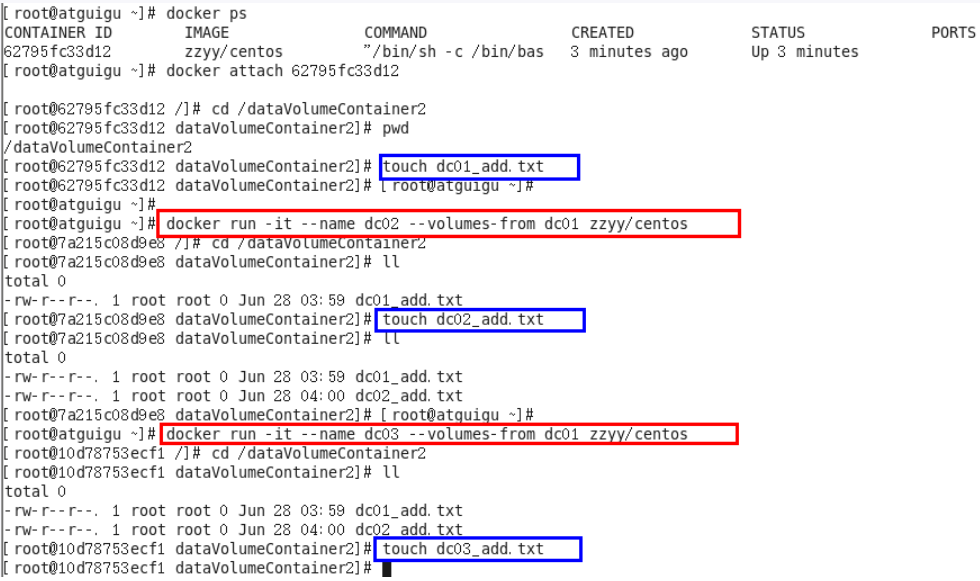 [root@atguigu ~]# docker ps
CONTAINER ID        IMAGE               COMMAND                CREATED             STATUS              PORTS
62795fc33d12        zzyy/centos         "/bin/sh -c /bin/bas   3 minutes ago       Up 3 minutes
[root@atguigu ~]# docker attach 62795fc33d12
[root@62795fc33d12 /]# cd /dataVolumeContainer2
[root@62795fc33d12 dataVolumeContainer2]# pwd
/dataVolumeContainer2
[root@62795fc33d12 dataVolumeContainer2]# touch dc01_add.txt
[root@62795fc33d12 dataVolumeContainer2]# [root@atguigu ~]#
[root@atguigu ~]#
[root@atguigu ~]# docker run -it --name dc02 --volumes-from dc01 zzyy/centos
[root@7a215c08d9e8 /]# cd /dataVolumeContainer2
[root@7a215c08d9e8 dataVolumeContainer2]# ll
total 0
-rw-r--r--. 1 root root 0 Jun 28 03:59 dc01_add.txt
[root@7a215c08d9e8 dataVolumeContainer2]# touch dc02_add.txt
[root@7a215c08d9e8 dataVolumeContainer2]# ll
total 0
-rw-r--r--. 1 root root 0 Jun 28 03:59 dc01_add.txt
-rw-r--r--. 1 root root 0 Jun 28 04:00 dc02_add.txt
[root@7a215c08d9e8 dataVolumeContainer2]# [root@atguigu ~]#
[root@atguigu ~]# docker run -it --name dc03 --volumes-from dc01 zzyy/centos
[root@10d78753ecf1 /]# cd /dataVolumeContainer2
[root@10d78753ecf1 dataVolumeContainer2]# ll
total 0
-rw-r--r--. 1 root root 0 Jun 28 03:59 dc01_add.txt
-rw-r--r--. 1 root root 0 Jun 28 04:00 dc02_add.txt
[root@10d78753ecf1 dataVolumeContainer2]# touch dc03_add.txt
[root@10d78753ecf1 dataVolumeContainer2]#